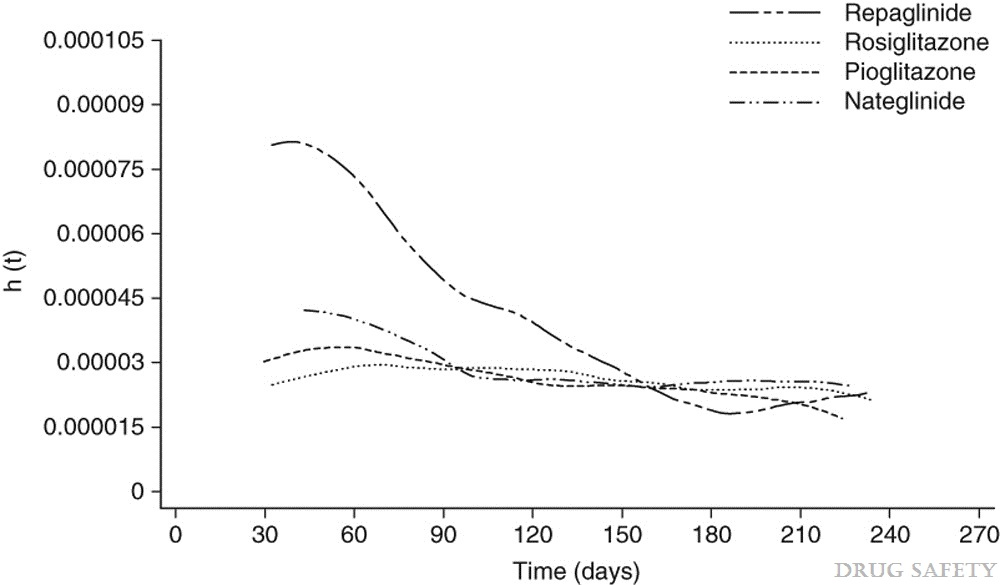 Repaglinide
Rosiglitazone
Pioglitazone
Nateglinide
0.000105
0.00009
0.000075
0.00006
0.000045
0.00003
0.000015
0
h (t)
0 30 60 90 120 150 180 210 240 270
Time (days)
DRUG SAFETY